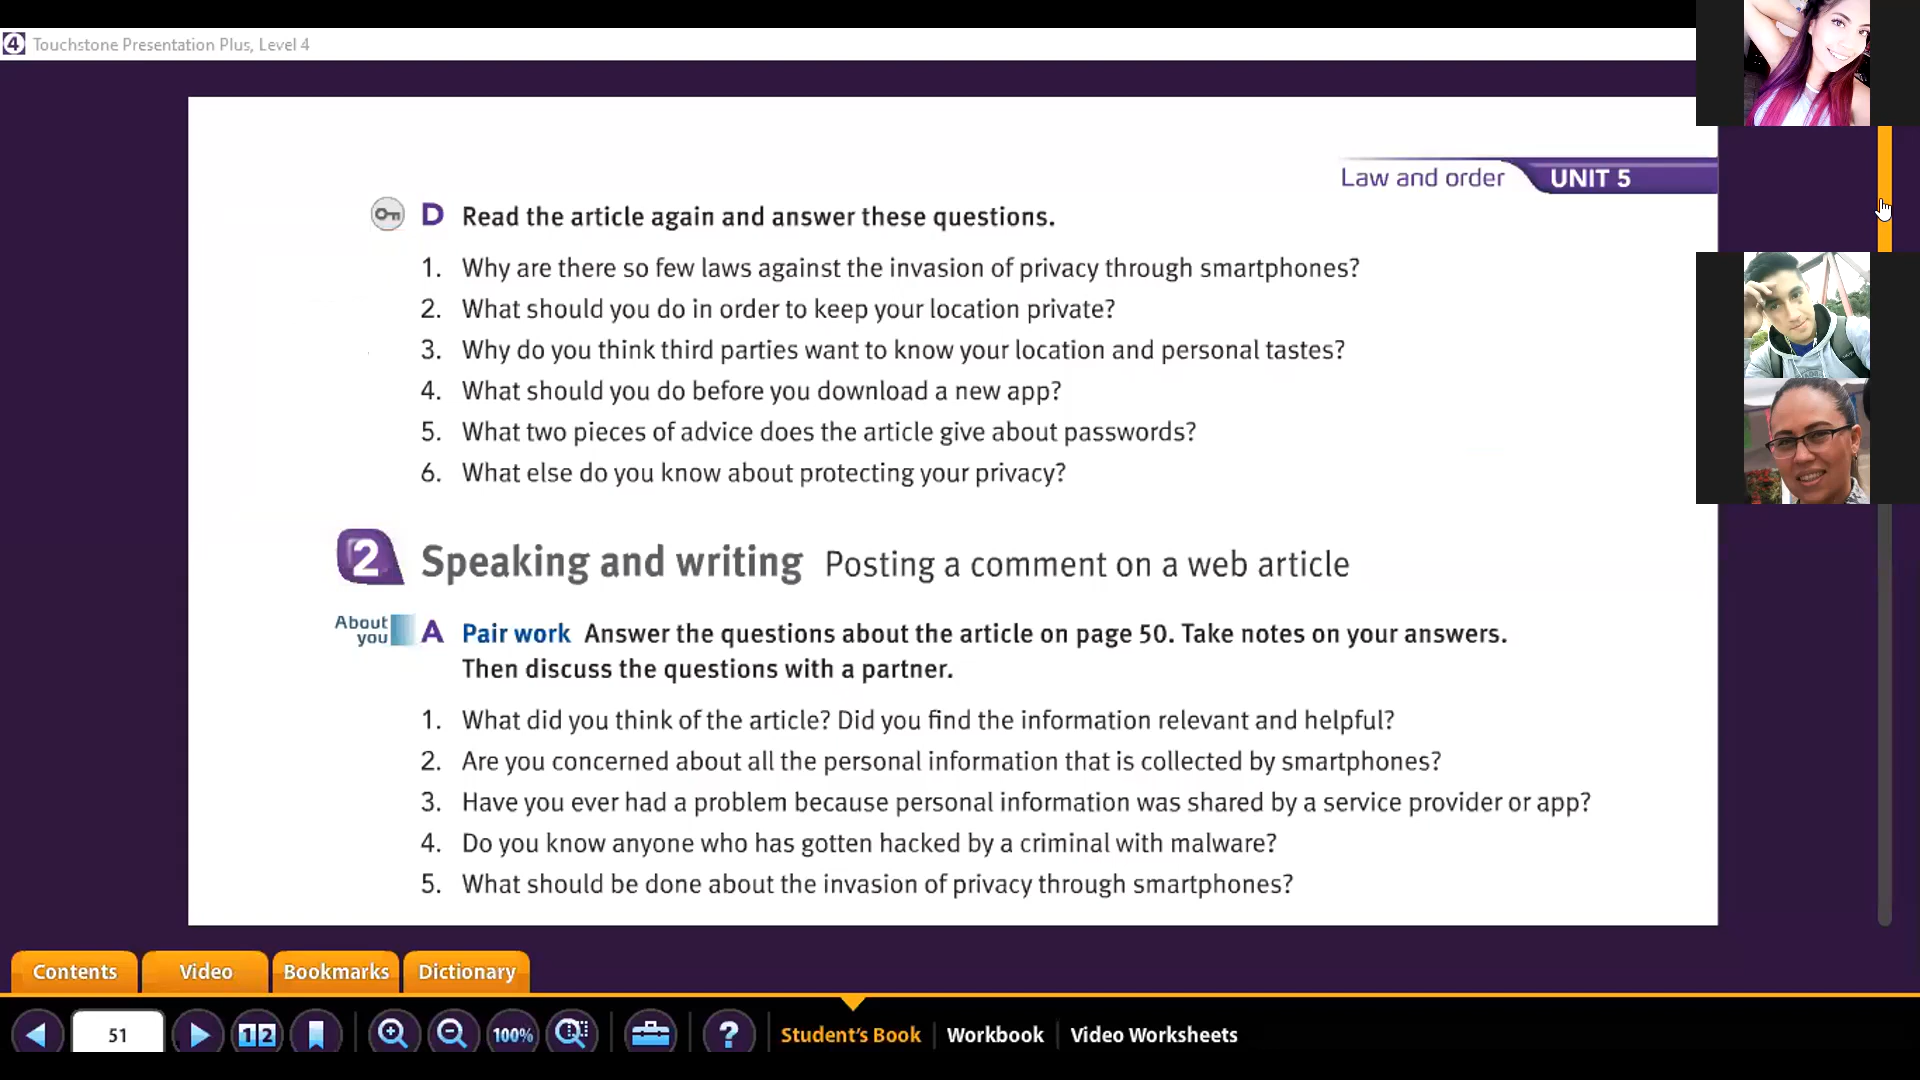 4 Touchstone Presentation Plus, Level 4
Law and order UNIT 5
D Read the article again and answer these questions.
1. Why are there so few laws against the invasion of privacy through smartphones?
2. What should you do in order to keep your location private?
3. Why do you think third parties want to know your location and personal tastes?
4. What should you do before you download a new app?
5. What two pieces of advice does the article give about passwords?
6. What else do you know about protecting your privacy?
2 Speaking and writing Posting a comment on a web article
About you
A Pair work Answer the questions about the article on page 50. Take notes on your answers.
Then discuss the questions with a partner.
1. What did you think of the article? Did you find the information relevant and helpful?
2. Are you concerned about all the personal information that is collected by smartphones?
3. Have you ever had a problem because personal information was shared by a service provider or app?
4. Do you know anyone who has gotten hacked by a criminal with malware?
5. What should be done about the invasion of privacy through smartphones?
Contents Video Bookmarks Dictionary
51 12 100% ? Student's Book Workbook Video Worksheets